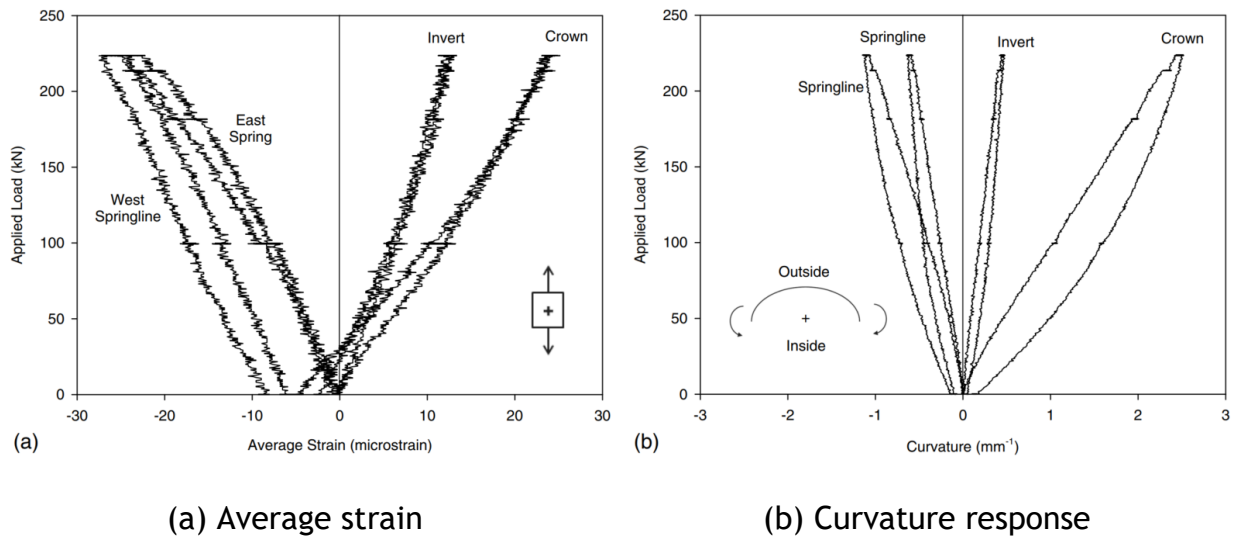 250
200
150
100
50
0
Applied Load (kN)
Invert
Crown
East
Spring
West
Springline
-30 -20 -10 0 10 20 30
(a)
Average Strain (microstrain)
250
200
150
100
50
0
Applied Load (kN)
Springline
Invert
Crown
Springline
Outside
Inside
-3 -2 -1 0 1 2 3
(b)
Curvature (mm⁻¹)
(a) Average strain
(b) Curvature response